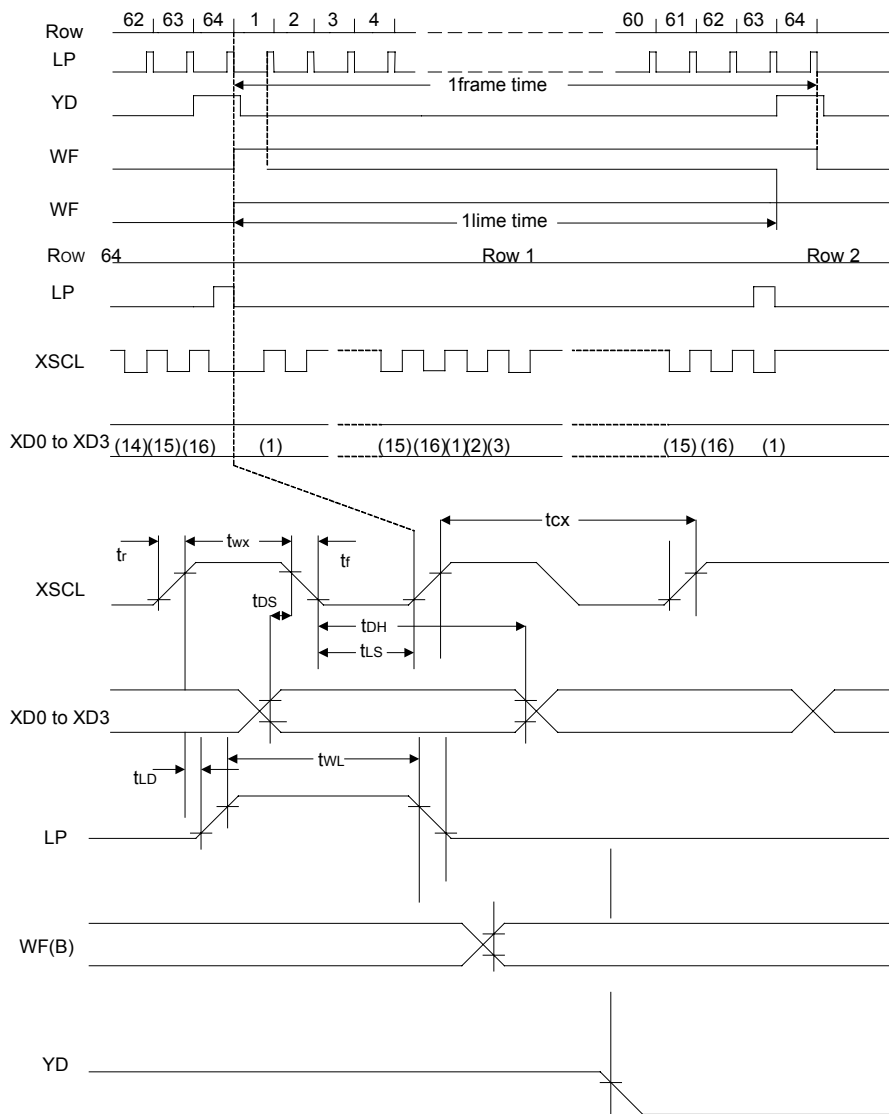 Row 62 63 64 1 2 3 4 60 61 62 63 64
LP
1frame time
YD
WF
WF
1lime time
Row 64 Row 1 Row 2
LP
XSCL
XD0 to XD3 (14)(15)(16) (1) (15)(16)(1)(2)(3) (15)(16) (1)
tcx
tr twx tf
XSCL
tDS
tDH
tLS
XD0 to XD3
tWL
tLD
LP
WF(B)
YD